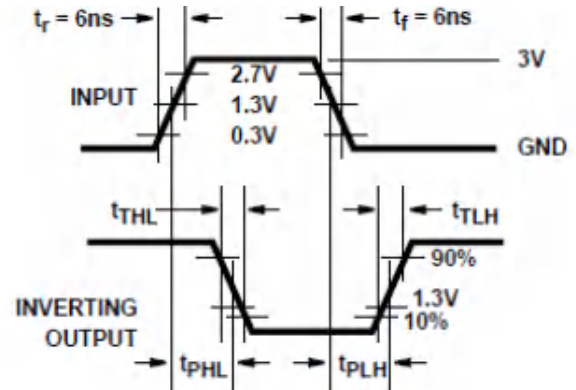 tr = 6ns
tf = 6ns
3V
2.7V
INPUT
1.3V
0.3V
GND
tTHL
tTLH
90%
1.3V
10%
INVERTING
OUTPUT
tPHL
tPLH